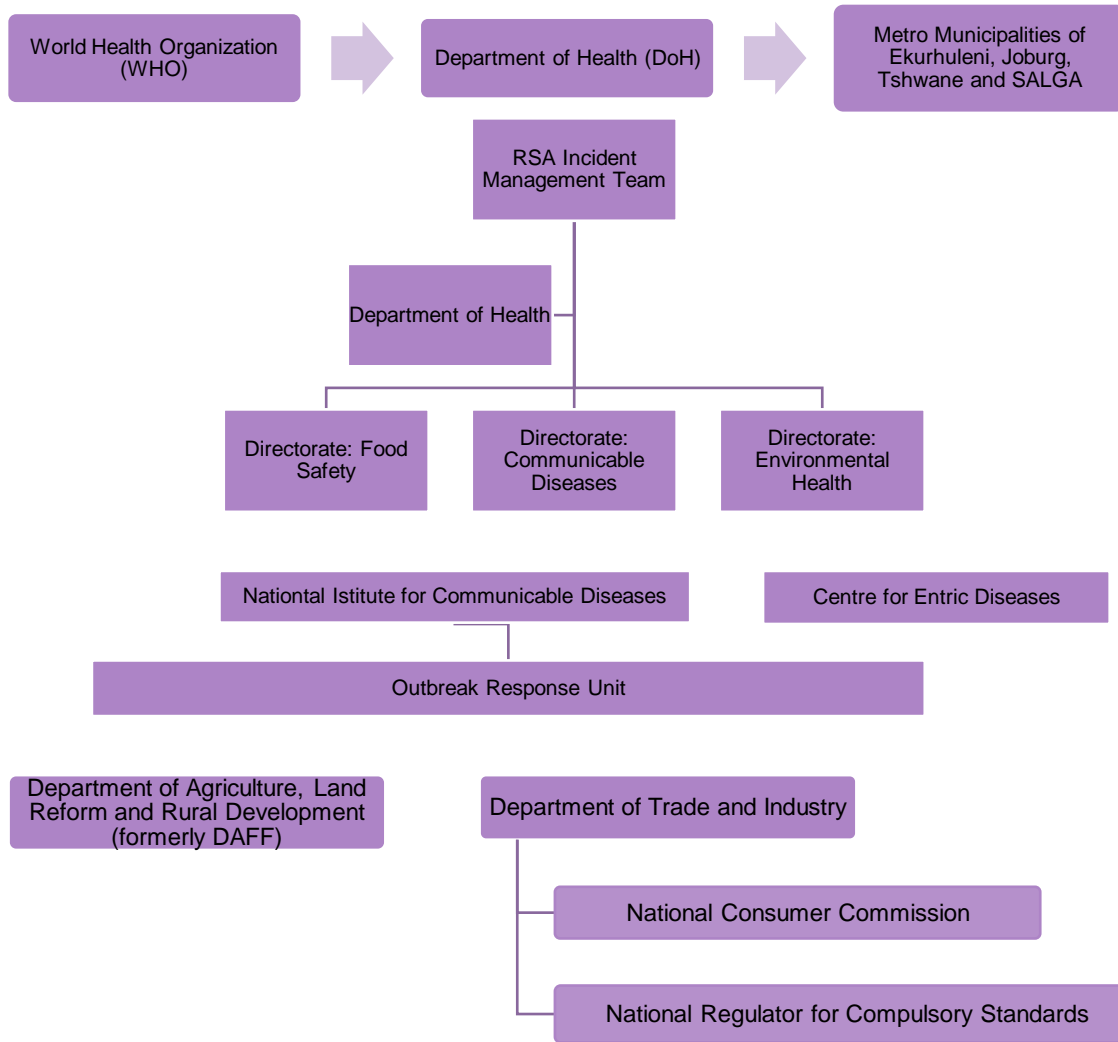 World Health Organization
(WHO)
Department of Health (DoH)
Metro Municipalities of
Ekurhuleni, Joburg,
Tshwane and SALGA
RSA Incident
Management Team
Department of Health
Directorate: Food
Safety
Directorate:
Communicable
Diseases
Directorate:
Environmental
Health
Nationtal Istitute for Communicable Diseases
Centre for Entric Diseases
Outbreak Response Unit
Department of Agriculture, Land
Reform and Rural Development
(formerly DAFF)
Department of Trade and Industry
National Consumer Commission
National Regulator for Compulsory Standards